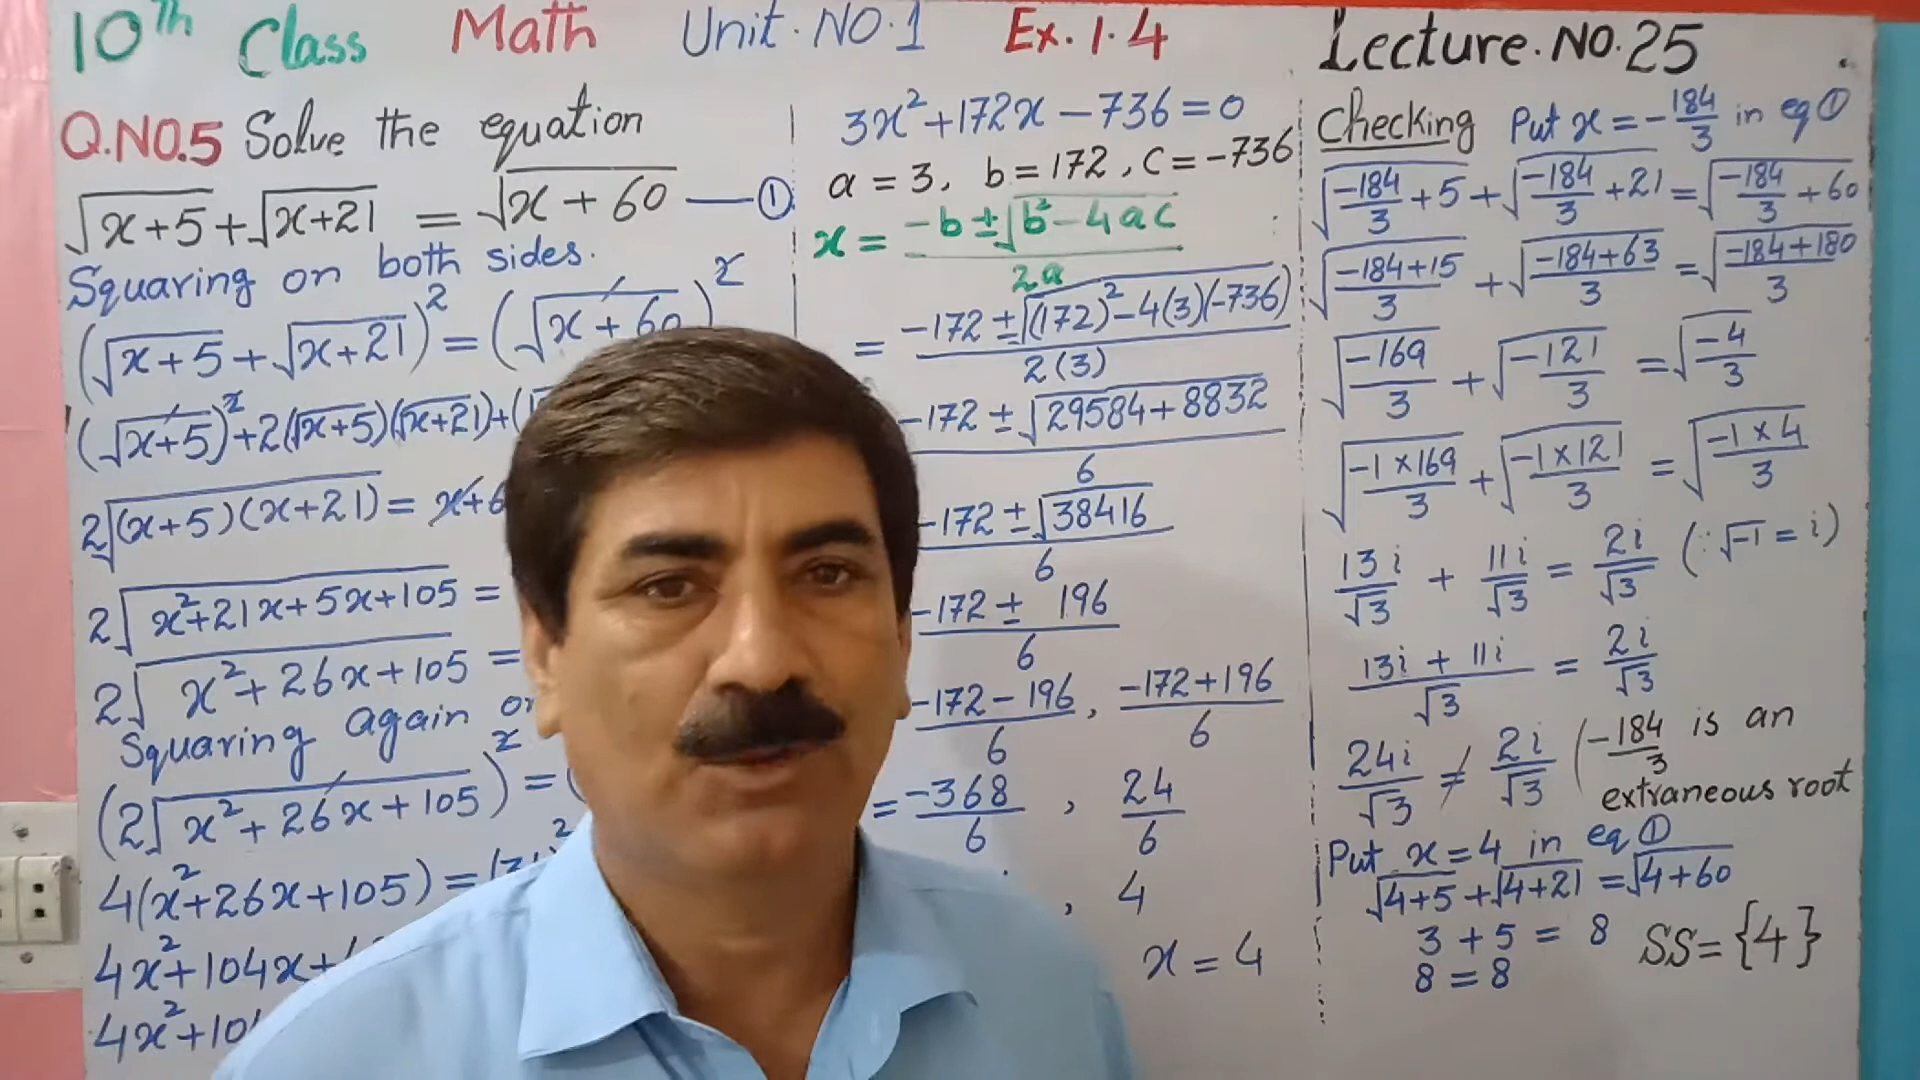 10th Class Math Unit. NO.1 Ex. 1.4 Lecture. NO. 25
Q.NO.5 Solve the equation
√(x+5) + √(x+21) = √(x+60) —①
Squaring on both sides.
(√(x+5) + √(x+21))² = (√(x+60))²
(√(x+5))² + 2(√(x+5))(√(x+21)) + (
2√((x+5)(x+21)) = x+6
2√(x²+21x+5x+105) =
2√(x²+26x+105) =
Squaring again
(2√(x²+26x+105))² = (
4(x²+26x+105) =
4x²+104x+
4x²+10
3x²+172x-736=0
a = 3, b = 172, C = -736
x = (-b ± √(b²-4ac))/2a
= (-172 ± √((172)²-4(3)(-736)))/2(3)
-172 ± √(29584+8832)/6
-172 ± √38416/6
-172 ± 196/6
-172-196/6, -172+196/6
= -368/6, 24/6
, 4
x = 4
Checking Put x = -184/3 in eq ①
√(-184/3 + 5) + √(-184/3 + 21) = √(-184/3 + 60)
√((-184+15)/3) + √((-184+63)/3) = √((-184+180)/3)
√(-169/3) + √(-121/3) = √(-4/3)
√((-1×169)/3) + √((-1×121)/3) = √((-1×4)/3)
13i/√3 + 11i/√3 = 2i/√3 (∵√-1 = i)
(13i + 11i)/√3 = 2i/√3
24i/√3 ≠ 2i/√3 (-184/3 is an
extraneous root
Put x=4 in eq ①
√(4+5) + √(4+21) = √(4+60)
3 + 5 = 8 SS={4}
8 = 8